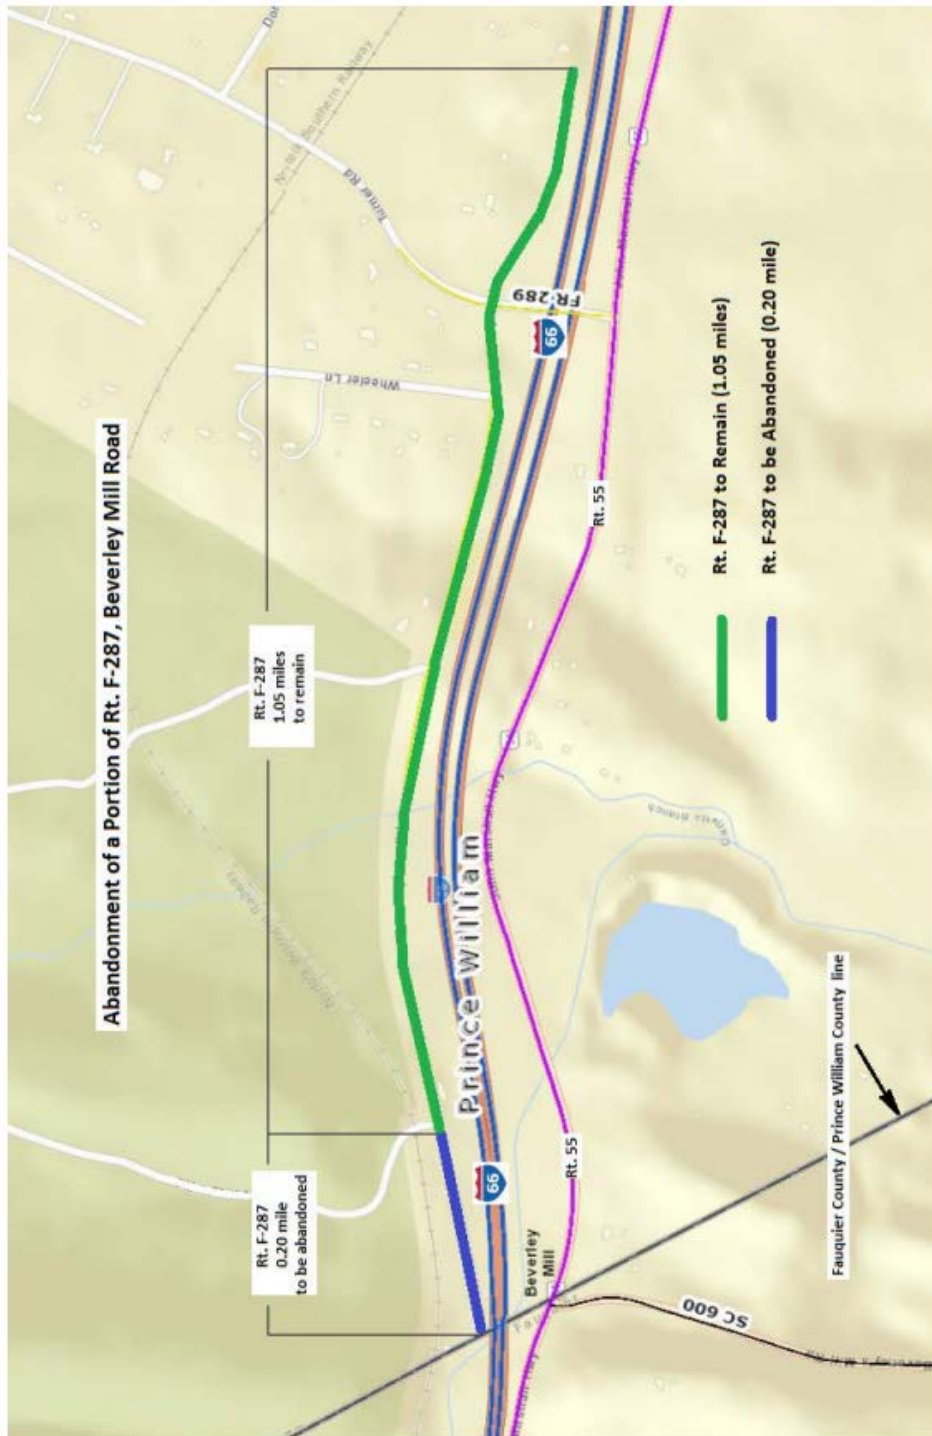 Abandonment of a Portion of Rt. F-287, Beverley Mill Road
Rt. F-287
0.20 mile
to be abandoned
Rt. F-287
1.05 miles
to remain
Wheeler Ln
Turner Rd
Norfolk Southern Railway
FR-289
66
66
Prince William
Rt. 55
Rt. 55
Beverley
Mill
SC 600
Fauquier County / Prince William County line
Rt. F-287 to Remain (1.05 miles)
Rt. F-287 to be Abandoned (0.20 mile)